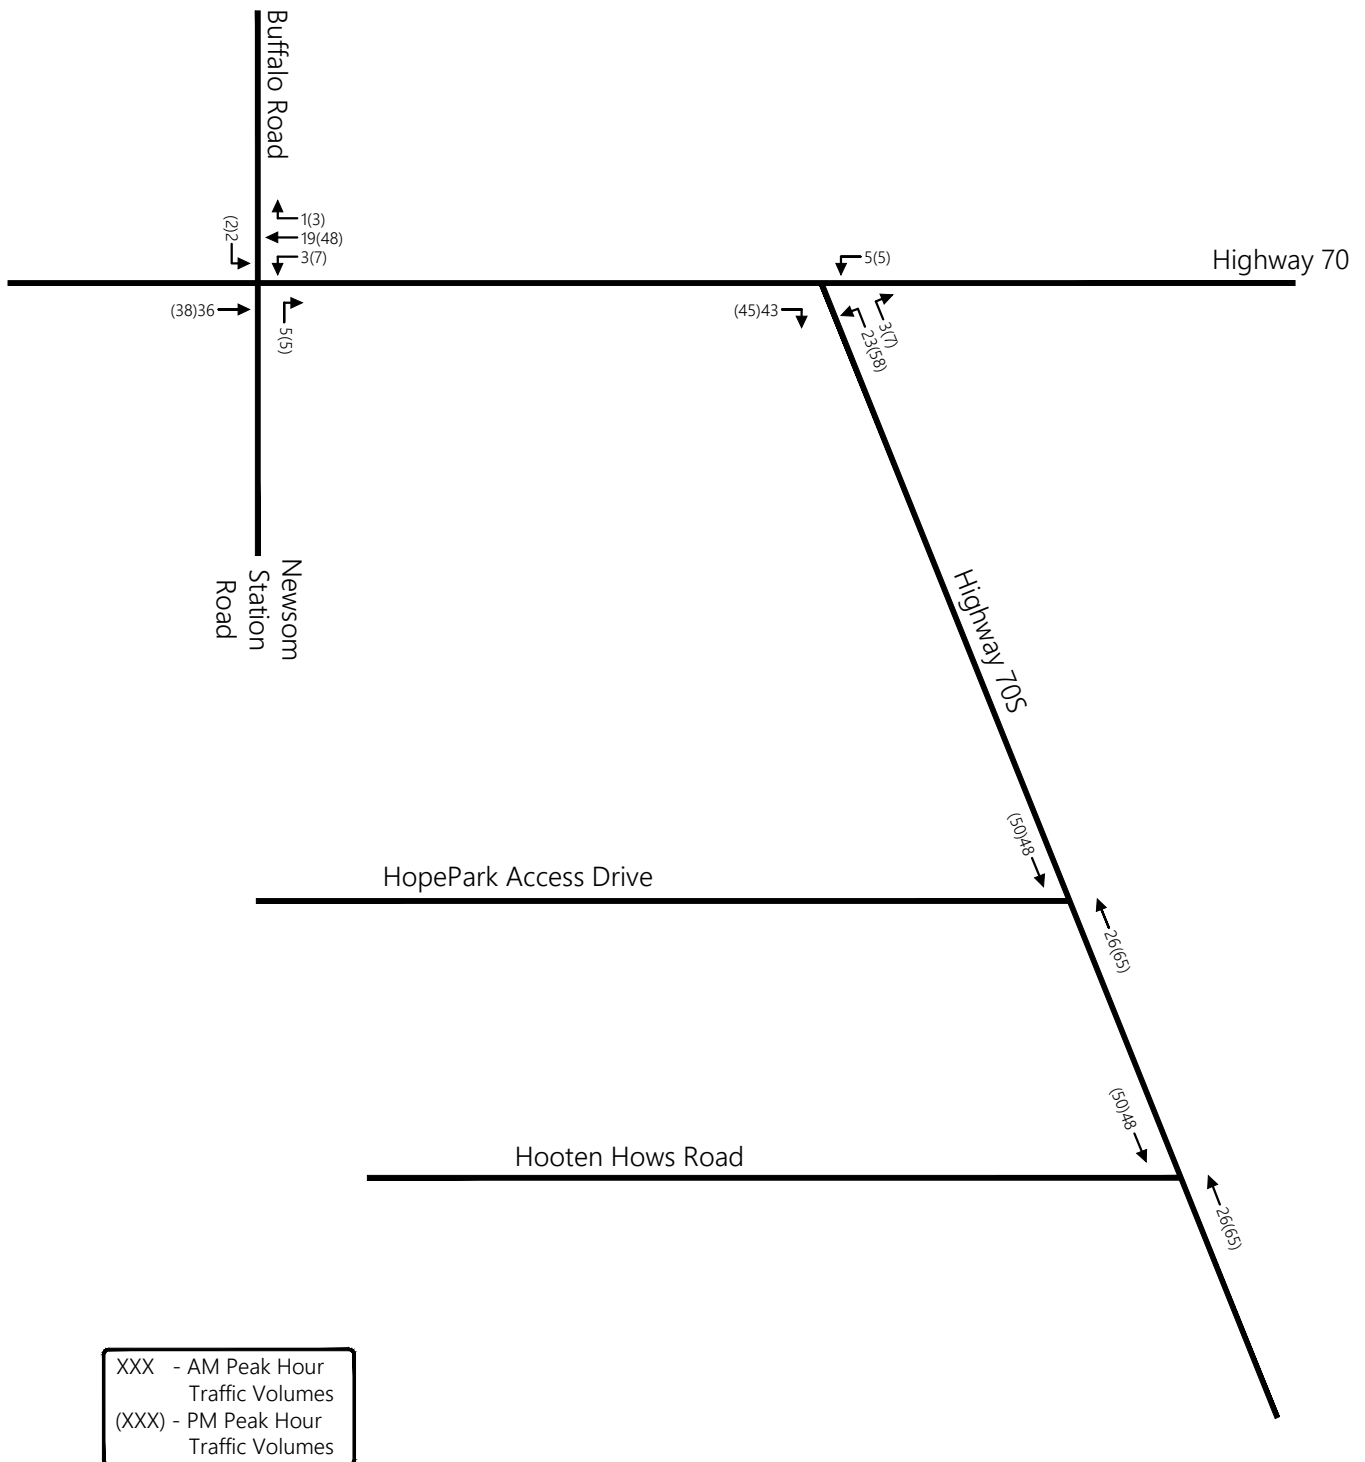 Buffalo Road
(2)2
1(3)
19(48)
3(7)
5(5)
Highway 70
(38)36
5(5)
(45)43
3(7)
23(58)
Newsom
Station
Road
Highway 70S
(50)48
HopePark Access Drive
26(65)
(50)48
Hooten Hows Road
26(65)
XXX - AM Peak Hour
Traffic Volumes
(XXX) - PM Peak Hour
Traffic Volumes